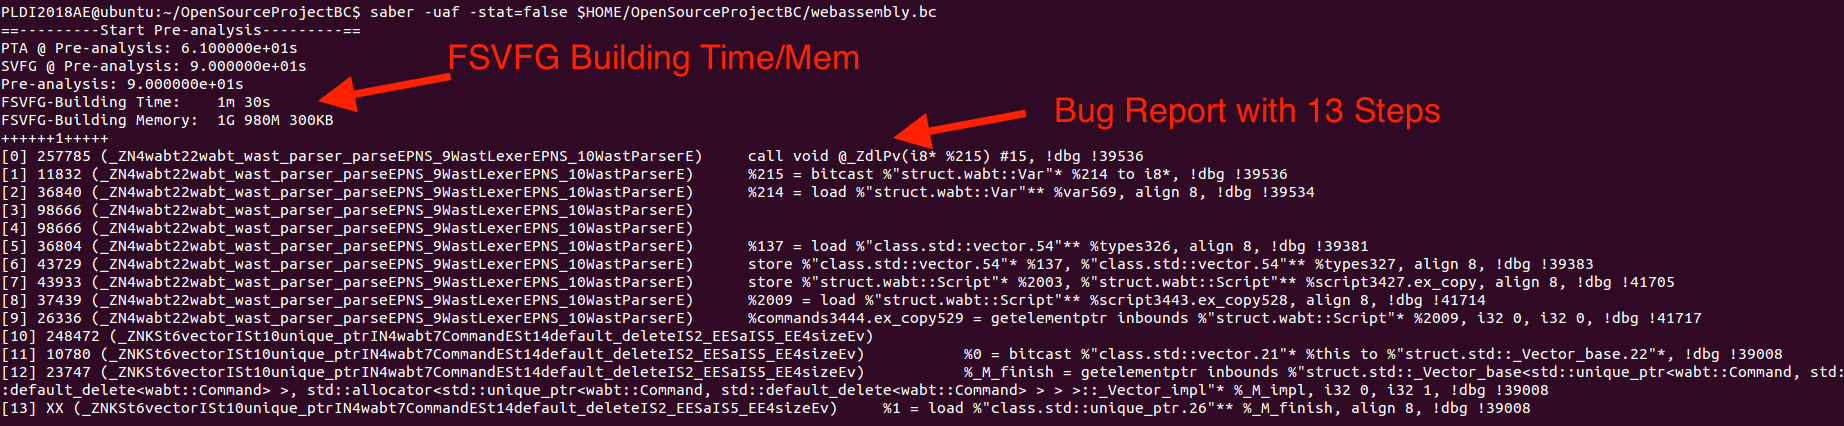 PLDI2018AE@ubuntu:~/OpenSourceProjectBC$ saber -uaf -stat=false $HOME/OpenSourceProjectBC/webassembly.bc
==---------Start Pre-analysis---------==
PTA @ Pre-analysis: 6.100000e+01s
SVFG @ Pre-analysis: 9.000000e+01s
Pre-analysis: 9.000000e+01s
FSVFG-Building Time:    1m 30s
FSVFG-Building Memory:  1G 980M 300KB
FSVFG Building Time/Mem
Bug Report with 13 Steps
++++++1+++++
[0] 257785 (_ZN4wabt22wabt_wast_parser_parseEPNS_9WastLexerEPNS_10WastParserE)     call void @_ZdlPv(i8* %215) #15, !dbg !39536
[1] 11832 (_ZN4wabt22wabt_wast_parser_parseEPNS_9WastLexerEPNS_10WastParserE)      %215 = bitcast %"struct.wabt::Var"* %214 to i8*, !dbg !39536
[2] 36840 (_ZN4wabt22wabt_wast_parser_parseEPNS_9WastLexerEPNS_10WastParserE)      %214 = load %"struct.wabt::Var"** %var569, align 8, !dbg !39534
[3] 98666 (_ZN4wabt22wabt_wast_parser_parseEPNS_9WastLexerEPNS_10WastParserE)
[4] 98666 (_ZN4wabt22wabt_wast_parser_parseEPNS_9WastLexerEPNS_10WastParserE)
[5] 36804 (_ZN4wabt22wabt_wast_parser_parseEPNS_9WastLexerEPNS_10WastParserE)      %137 = load %"class.std::vector.54"** %types326, align 8, !dbg !39381
[6] 43729 (_ZN4wabt22wabt_wast_parser_parseEPNS_9WastLexerEPNS_10WastParserE)      store %"class.std::vector.54"* %137, %"class.std::vector.54"** %types327, align 8, !dbg !39383
[7] 43933 (_ZN4wabt22wabt_wast_parser_parseEPNS_9WastLexerEPNS_10WastParserE)      store %"struct.wabt::Script"* %2003, %"struct.wabt::Script"** %script3427.ex_copy, align 8, !dbg !41705
[8] 37439 (_ZN4wabt22wabt_wast_parser_parseEPNS_9WastLexerEPNS_10WastParserE)      %2009 = load %"struct.wabt::Script"** %script3443.ex_copy528, align 8, !dbg !41714
[9] 26336 (_ZN4wabt22wabt_wast_parser_parseEPNS_9WastLexerEPNS_10WastParserE)      %commands3444.ex_copy529 = getelementptr inbounds %"struct.wabt::Script"* %2009, i32 0, i32 0, !dbg !41717
[10] 248472 (_ZNKSt6vectorISt10unique_ptrIN4wabt7CommandESt14default_deleteIS2_EESaIS5_EE4sizeEv)
[11] 10780 (_ZNKSt6vectorISt10unique_ptrIN4wabt7CommandESt14default_deleteIS2_EESaIS5_EE4sizeEv)           %0 = bitcast %"class.std::vector.21"* %this to %"struct.std::_Vector_base.22"*, !dbg !39008
[12] 23747 (_ZNKSt6vectorISt10unique_ptrIN4wabt7CommandESt14default_deleteIS2_EESaIS5_EE4sizeEv)           %_M_finish = getelementptr inbounds %"struct.std::_Vector_base<std::unique_ptr<wabt::Command, std:
:default_delete<wabt::Command> >, std::allocator<std::unique_ptr<wabt::Command, std::default_delete<wabt::Command> > > >::_Vector_impl"* %_M_impl, i32 0, i32 1, !dbg !39008
[13] XX (_ZNKSt6vectorISt10unique_ptrIN4wabt7CommandESt14default_deleteIS2_EESaIS5_EE4sizeEv)     %1 = load %"class.std::unique_ptr.26"** %_M_finish, align 8, !dbg !39008